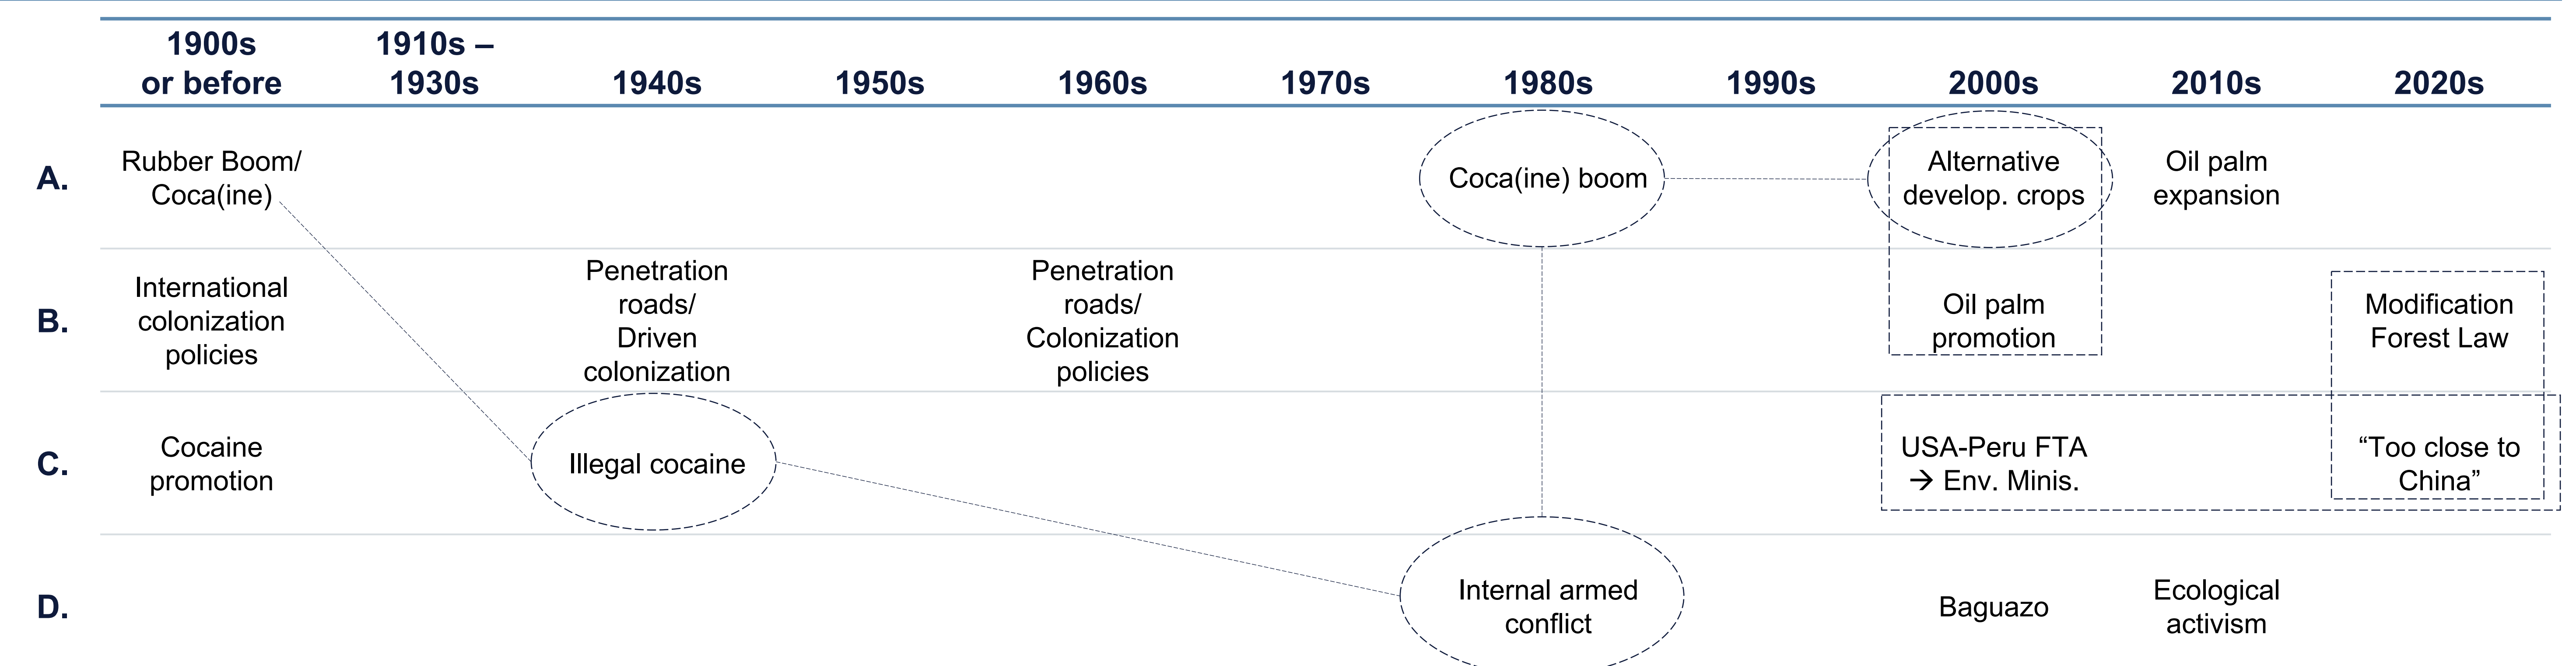 1900s
or before
1910s –
1930s
1940s
1950s
1960s
1970s
1980s
1990s
2000s
2010s
2020s
A.
Rubber Boom/
Coca(ine)
Coca(ine) boom
Alternative
develop. crops
Oil palm
expansion
B.
International
colonization
policies
Penetration
roads/
Driven
colonization
Penetration
roads/
Colonization
policies
Oil palm
promotion
Modification
Forest Law
C.
Cocaine
promotion
Illegal cocaine
USA-Peru FTA
→ Env. Minis.
“Too close to
China”
D.
Internal armed
conflict
Baguazo
Ecological
activism